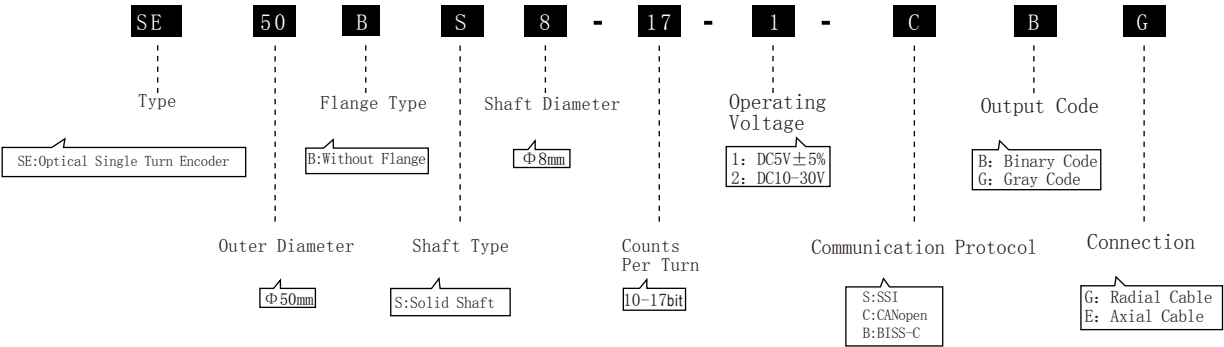 SE 50 B S 8 - 17 - 1 - C B G
Type
Flange Type
Shaft Diameter
Operating
Voltage
Output Code
SE:Optical Single Turn Encoder
B:Without Flange
Φ8mm
1: DC5V±5%
2: DC10-30V
B: Binary Code
G: Gray Code
Outer Diameter
Shaft Type
Counts
Per Turn
Communication Protocol
Connection
Φ50mm
S:Solid Shaft
10-17bit
S:SSI
C:CANopen
B:BISS-C
G: Radial Cable
E: Axial Cable